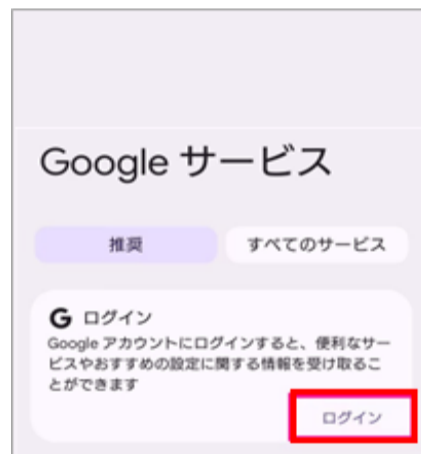 Google サービス
推奨 すべてのサービス
G ログイン
Google アカウントにログインすると、便利なサー
ビスやおすすめの設定に関する情報を受け取るこ
とができます
ログイン